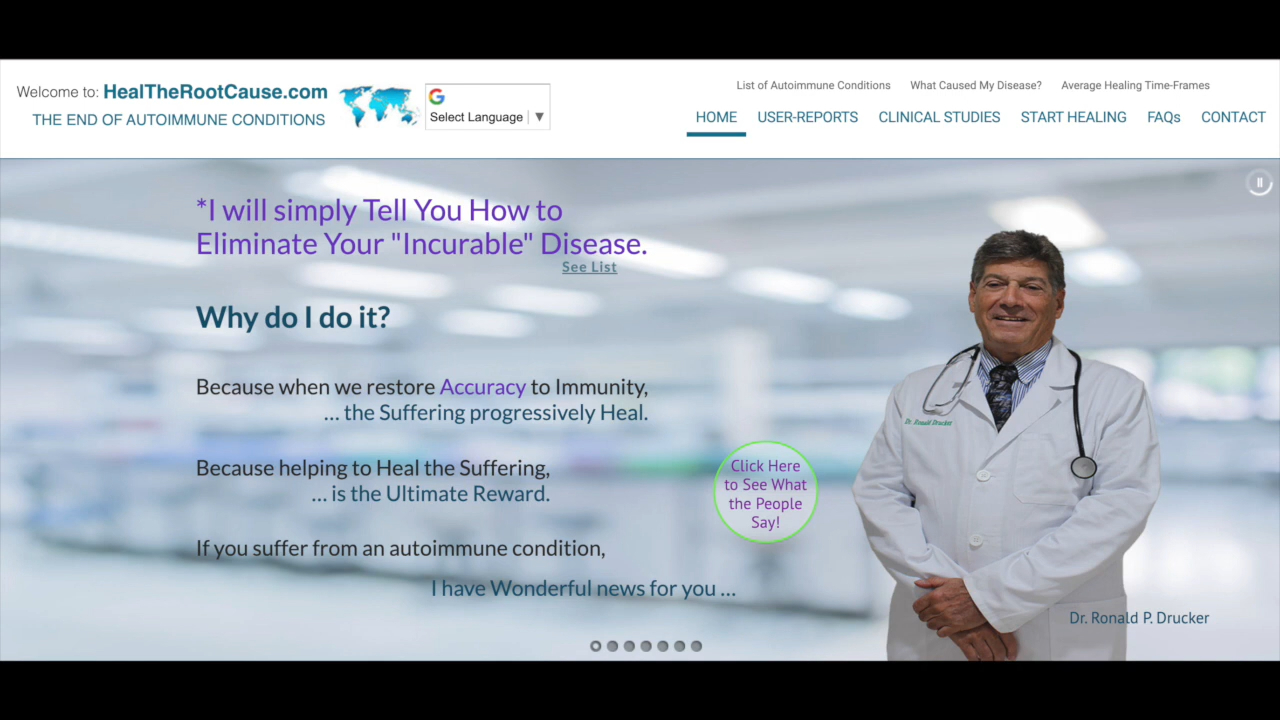 Welcome to: HealTheRootCause.com
THE END OF AUTOIMMUNE CONDITIONS
Select Language ▼
List of Autoimmune Conditions What Caused My Disease? Average Healing Time-Frames
HOME USER-REPORTS CLINICAL STUDIES START HEALING FAQs CONTACT
*I will simply Tell You How to
Eliminate Your "Incurable" Disease.
See List
Why do I do it?
Because when we restore Accuracy to Immunity,
... the Suffering progressively Heal.
Because helping to Heal the Suffering,
... is the Ultimate Reward.
If you suffer from an autoimmune condition,
I have Wonderful news for you ...
Click Here
to See What
the People
Say!
Dr. Ronald Drucker
Dr. Ronald P. Drucker